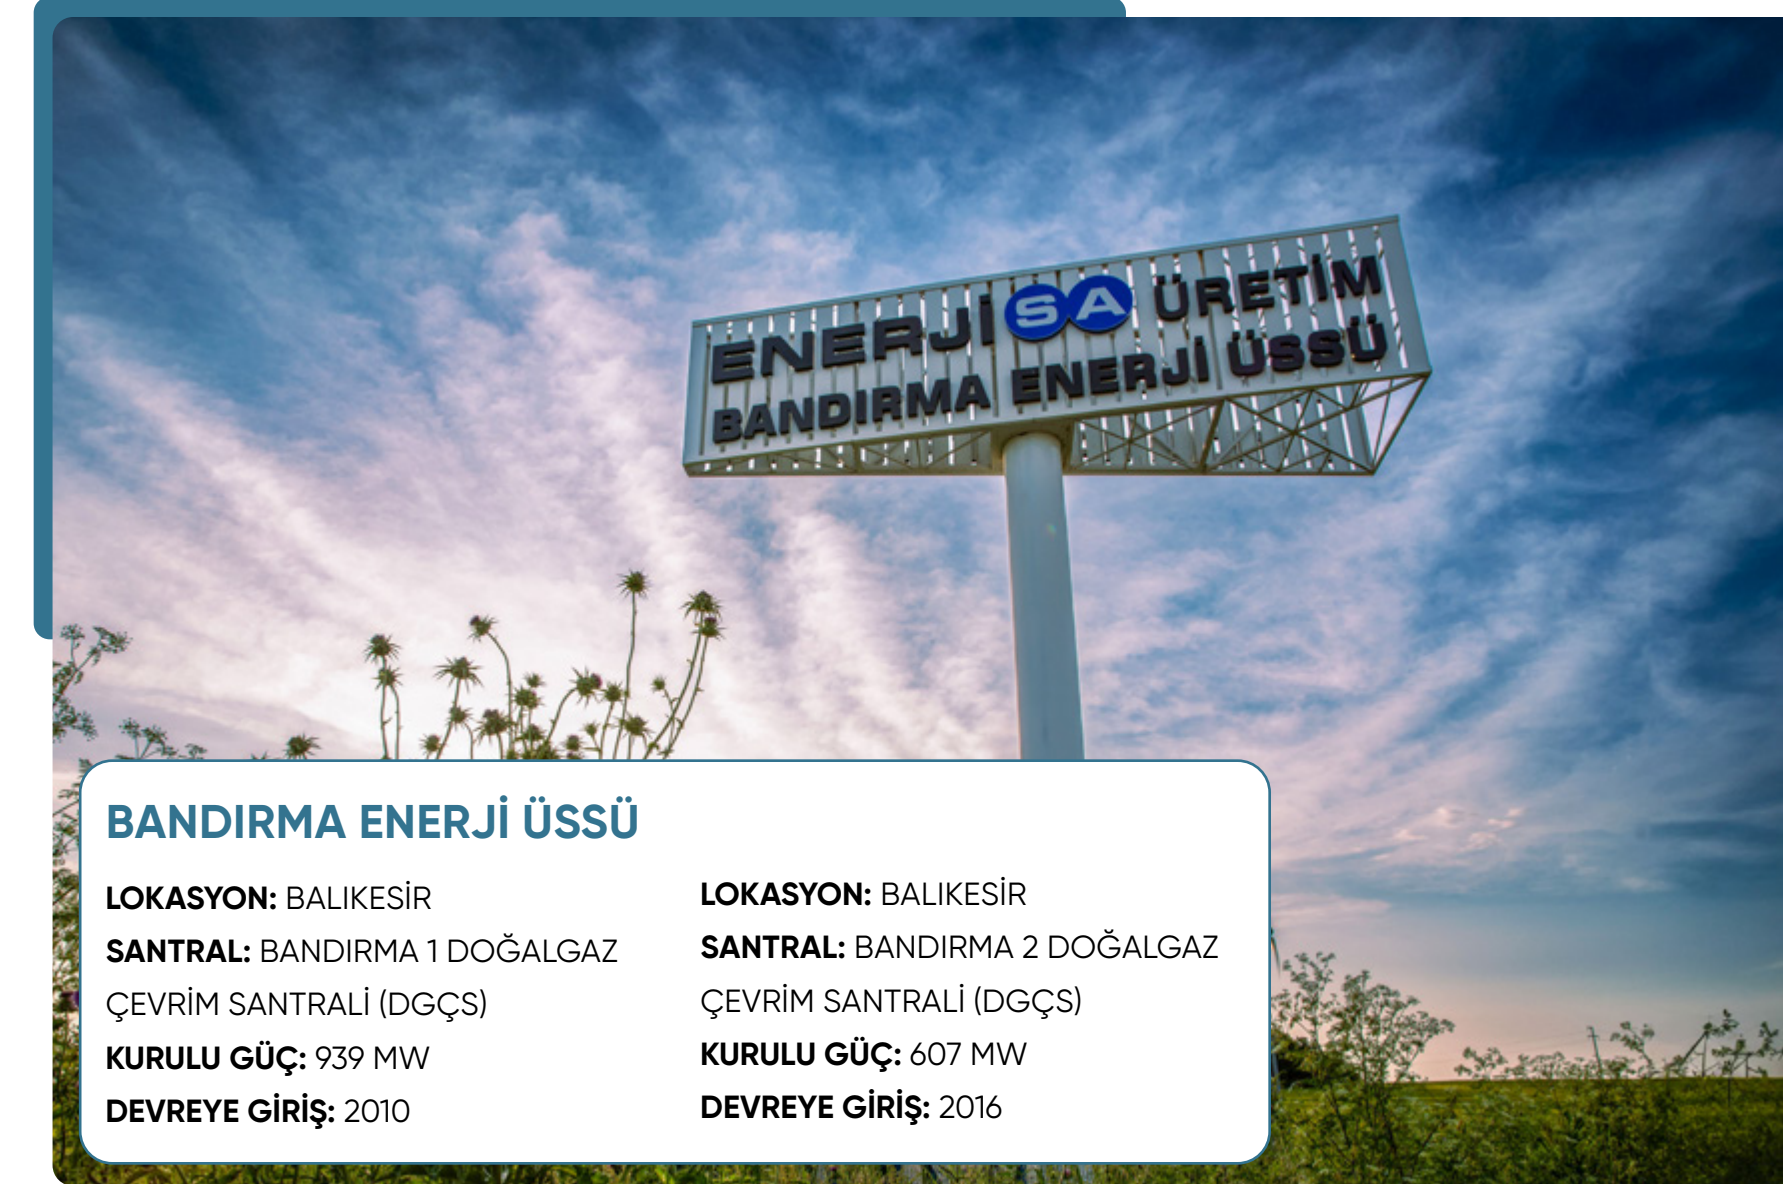 ENERJİSA ÜRETİM
BANDIRMA ENERJİ ÜSSÜ
BANDIRMA ENERJİ ÜSSÜ
LOKASYON: BALIKESİR
SANTRAL: BANDIRMA 1 DOĞALGAZ
ÇEVRİM SANTRALİ (DGÇS)
KURULU GÜÇ: 939 MW
DEVREYE GİRİŞ: 2010
LOKASYON: BALIKESİR
SANTRAL: BANDIRMA 2 DOĞALGAZ
ÇEVRİM SANTRALİ (DGÇS)
KURULU GÜÇ: 607 MW
DEVREYE GİRİŞ: 2016